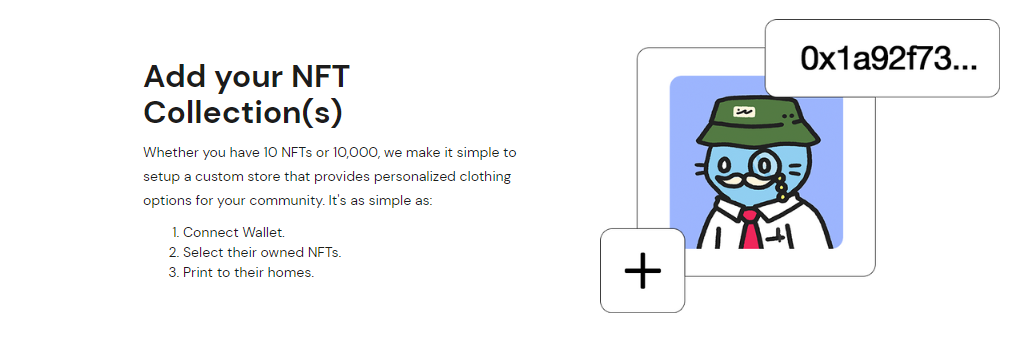 Add your NFT
Collection(s)
Whether you have 10 NFTs or 10,000, we make it simple to
setup a custom store that provides personalized clothing
options for your community. It's as simple as:
1. Connect Wallet.
2. Select their owned NFTs.
3. Print to their homes.
0x1a92f73...